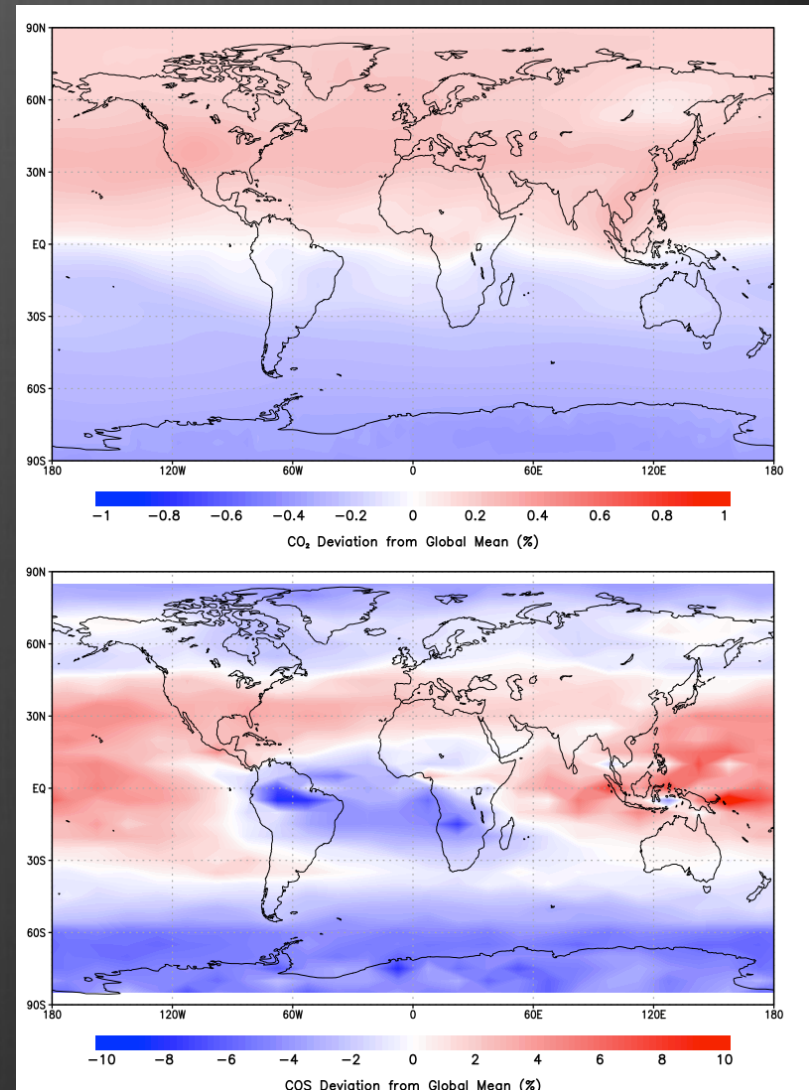 90N
60N
30N
EQ
30S
60S
90S
180 120W 60W 0 60E 120E 180
−1 −0.8 −0.6 −0.4 −0.2 0 0.2 0.4 0.6 0.8 1
CO₂ Deviation from Global Mean (%)
90N
60N
30N
EQ
30S
60S
90S
180 120W 60W 0 60E 120E 180
−10 −8 −6 −4 −2 0 2 4 6 8 10
COS Deviation from Global Mean (%)